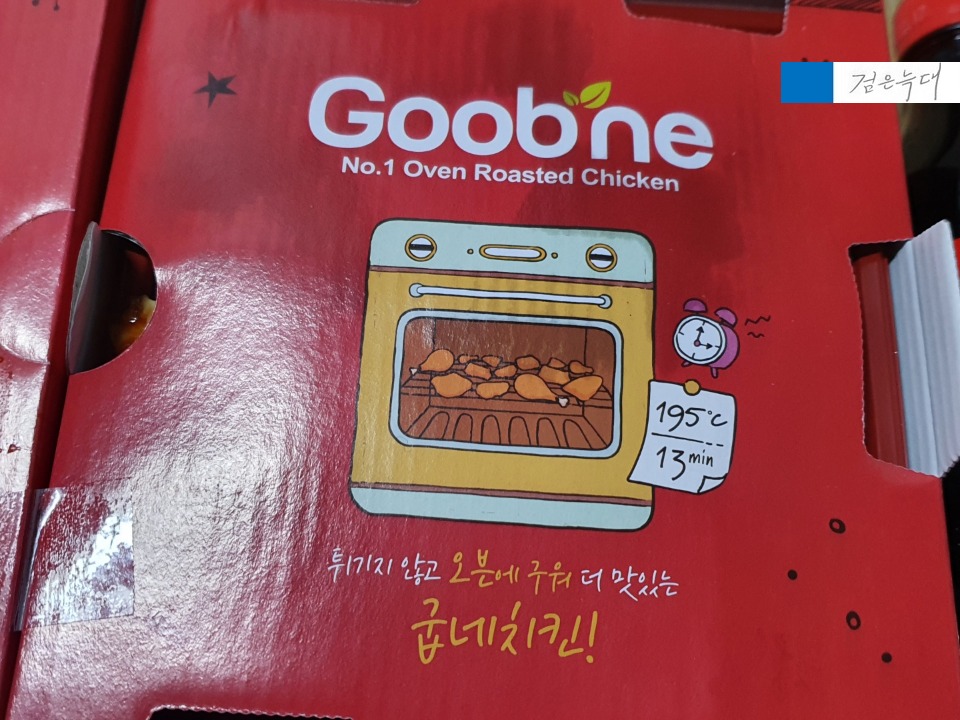 검은늑대
Goobne
No.1 Oven Roasted Chicken
195°C
13min
튀기지 않고 오븐에 구워 더 맛있는
굽네치킨!